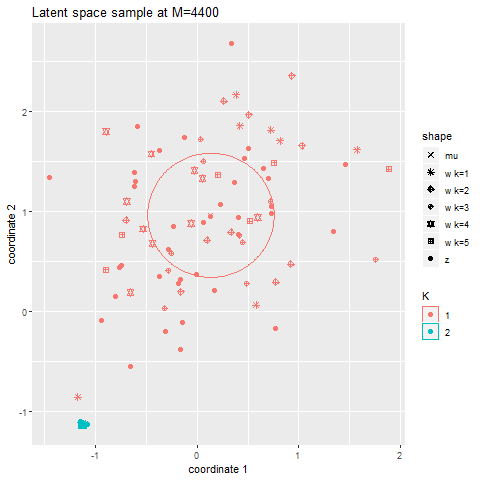 Latent space sample at M=4400
coordinate 2
2
1
0
-1
-1
0
1
2
coordinate 1
shape
mu
w k=1
w k=2
w k=3
w k=4
w k=5
z
K
1
2